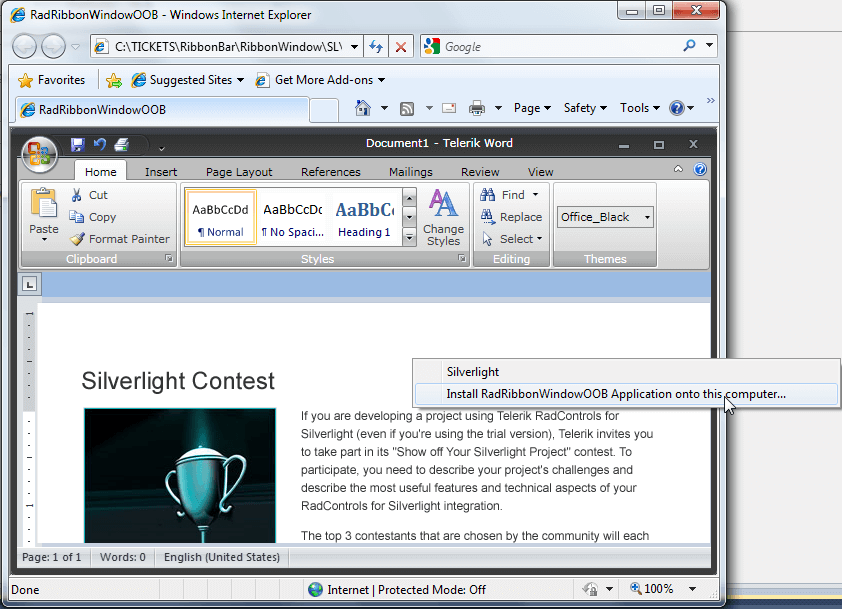 RadRibbonWindowOOB - Windows Internet Explorer
C:\TICKETS\RibbonBar\RibbonWindow\SL\
Google
Favorites Suggested Sites Get More Add-ons
RadRibbonWindowOOB Page Safety Tools
Document1 - Telerik Word
Home Insert Page Layout References Mailings Review View
Paste Cut Copy Format Painter
Clipboard
AaBbCcDd AaBbCcDc AaBbCc
¶ Normal ¶ No Spaci... Heading 1
Change Styles
Styles
Find Replace Select
Editing
Office_Black
Themes
L
Silverlight
Install RadRibbonWindowOOB Application onto this computer...
Silverlight Contest
If you are developing a project using Telerik RadControls for
Silverlight (even if you're using the trial version), Telerik invites you
to take part in its "Show off Your Silverlight Project" contest. To
participate, you need to describe your project's challenges and
describe the most useful features and technical aspects of your
RadControls for Silverlight integration.
The top 3 contestants that are chosen by the community will each
Page: 1 of 1 Words: 0 English (United States)
Done Internet | Protected Mode: Off 100%